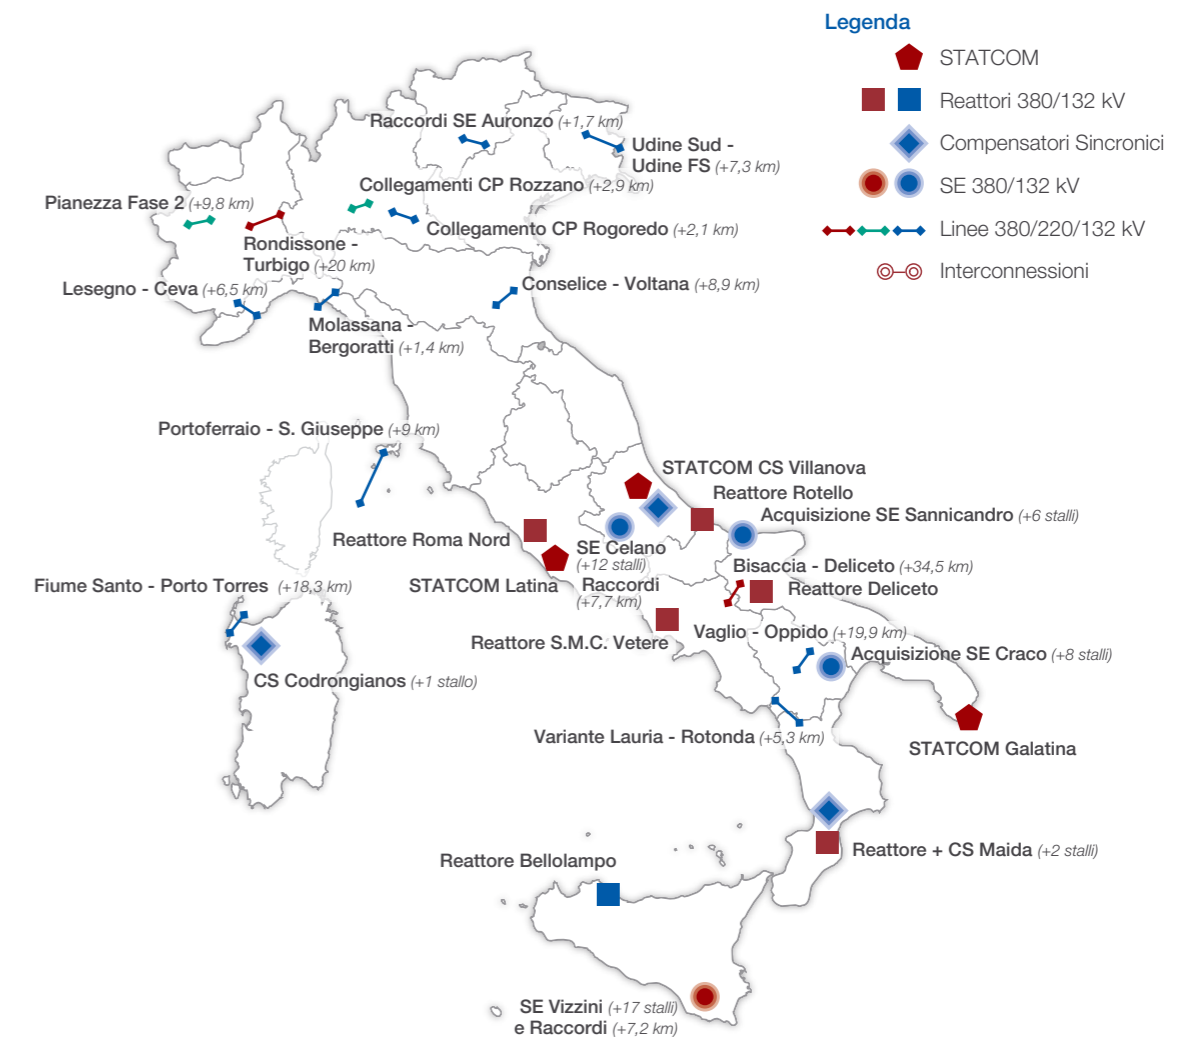 Legenda
STATCOM
Reattori 380/132 kV
Compensatori Sincronici
SE 380/132 kV
Linee 380/220/132 kV
Interconnessioni
Raccordi SE Auronzo (+1,7 km)
Udine Sud -
Udine FS (+7,3 km)
Collegamenti CP Rozzano (+2,9 km)
Pianezza Fase 2 (+9,8 km)
Collegamento CP Rogoredo (+2,1 km)
Rondissone -
Turbigo (+20 km)
Lesegno - Ceva (+6,5 km)
Conselice - Voltana (+8,9 km)
Molassana -
Bergoratti (+1,4 km)
Portoferraio - S. Giuseppe (+9 km)
STATCOM CS Villanova
Reattore Rotello
Acquisizione SE Sannicandro (+6 stalli)
Reattore Roma Nord
SE Celano
(+12 stalli)
Raccordi
(+7,7 km)
STATCOM Latina
Bisaccia - Deliceto (+34,5 km)
Reattore Deliceto
Fiume Santo - Porto Torres (+18,3 km)
Reattore S.M.C. Vetere
Vaglio - Oppido (+19,9 km)
Acquisizione SE Craco (+8 stalli)
CS Codrongianos (+1 stallo)
Variante Lauria - Rotonda (+5,3 km)
STATCOM Galatina
Reattore + CS Maida (+2 stalli)
Reattore Bellolampo
SE Vizzini (+17 stalli)
e Raccordi (+7,2 km)